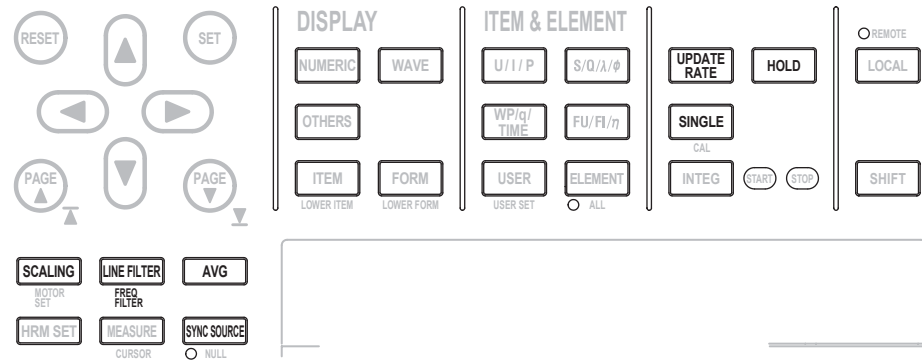 RESET
SET
PAGE
PAGE
DISPLAY
NUMERIC
WAVE
OTHERS
ITEM
FORM
LOWER ITEM
LOWER FORM
ITEM & ELEMENT
U / I / P
S/Q/λ/ϕ
WP/q/
TIME
FU/FI/η
USER
ELEMENT
USER SET
ALL
UPDATE
RATE
HOLD
SINGLE
CAL
INTEG
START
STOP
REMOTE
LOCAL
SHIFT
SCALING
LINE FILTER
AVG
MOTOR
SET
FREQ
FILTER
HRM SET
MEASURE
SYNC SOURCE
CURSOR
NULL